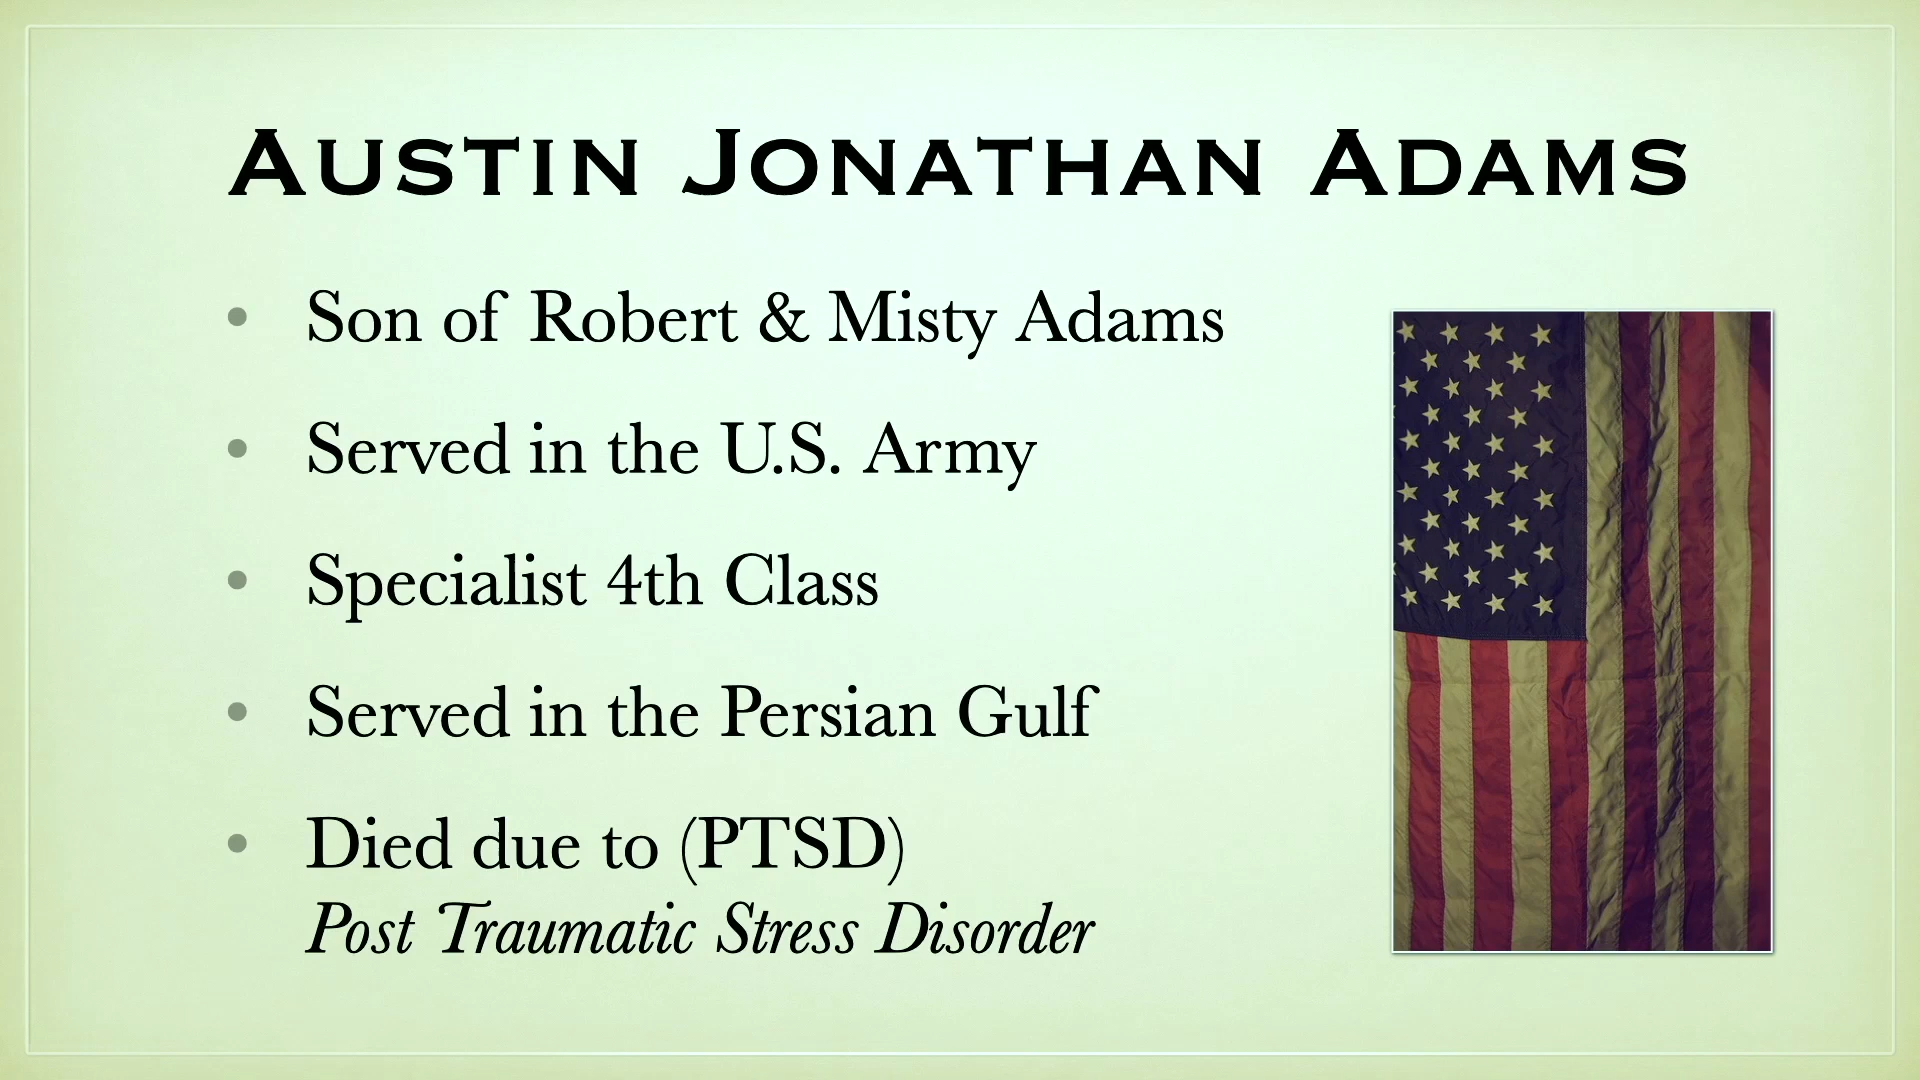 Austin Jonathan Adams
• Son of Robert & Misty Adams
• Served in the U.S. Army
• Specialist 4th Class
• Served in the Persian Gulf
• Died due to (PTSD)
Post Traumatic Stress Disorder